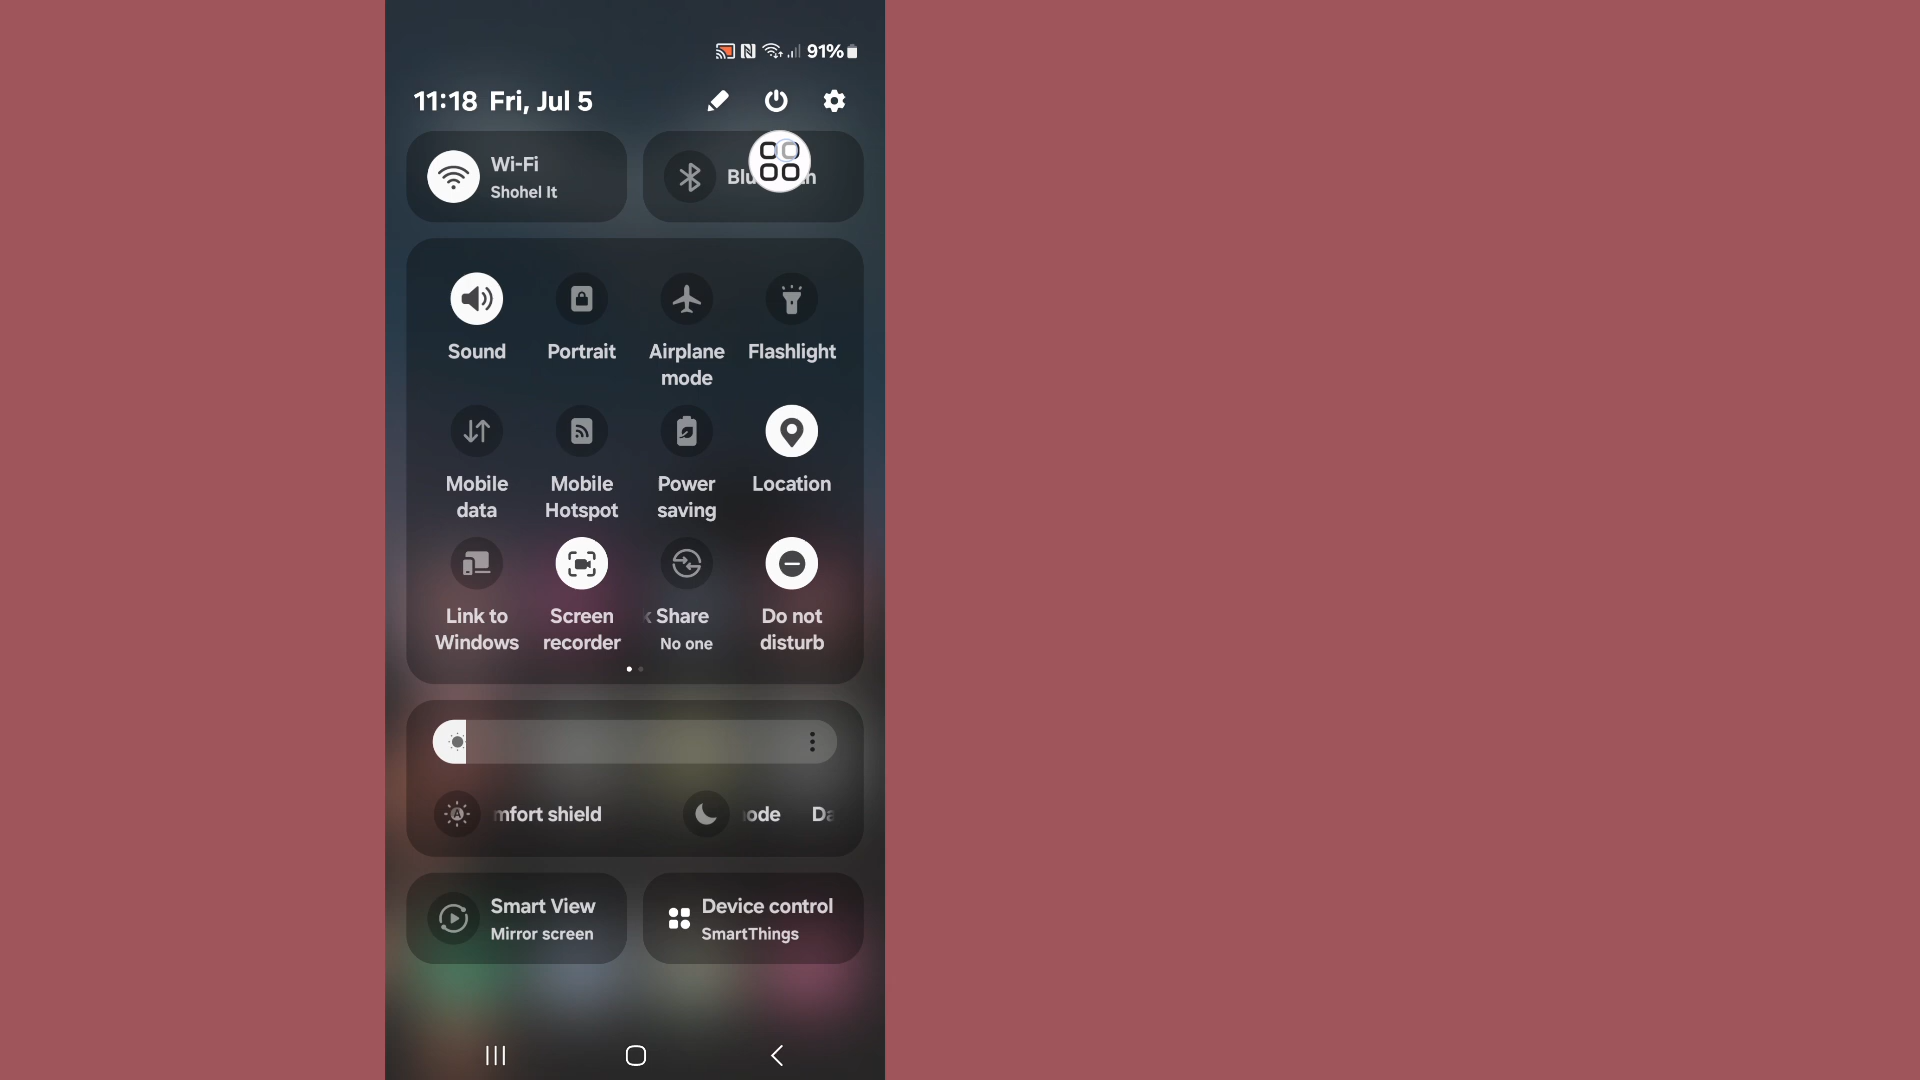 91%
11:18 Fri, Jul 5
Wi-Fi
Shohel It
Sound
Portrait
Airplane
mode
Flashlight
Mobile
data
Mobile
Hotspot
Power
saving
Location
Link to
Windows
Screen
recorder
Share
No one
Do not
disturb
mfort shield
ode
Da
Smart View
Mirror screen
Device control
SmartThings